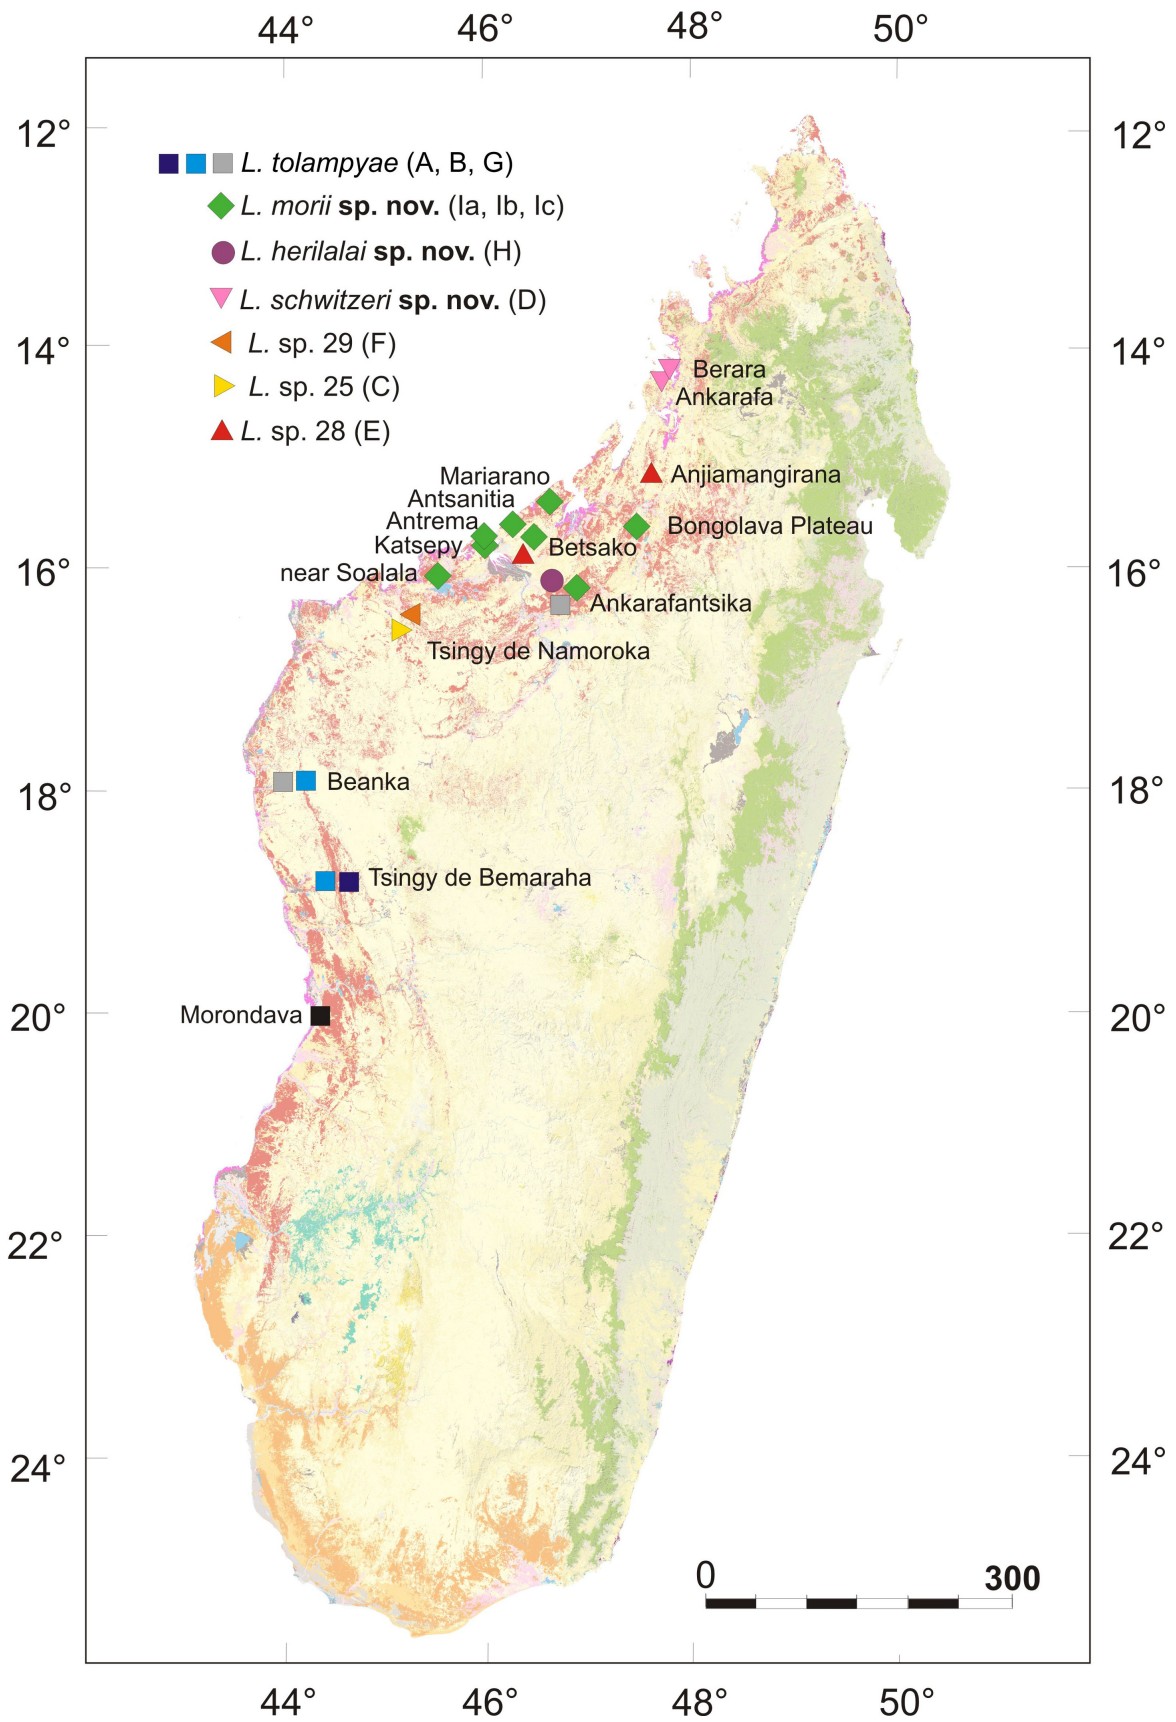 44° 46° 48° 50°
12° 12°
L. tolampyae (A, B, G)
L. morii sp. nov. (Ia, Ib, Ic)
L. herilalai sp. nov. (H)
L. schwitzeri sp. nov. (D)
L. sp. 29 (F)
14° 14°
L. sp. 25 (C)
L. sp. 28 (E)
Berara
Ankarafa
Mariarano
Anjiamangirana
Antsanitia
Antrema
Bongolava Plateau
Katsepy
Betsako
near Soalala
16° 16°
Ankarafantsika
Tsingy de Namoroka
Beanka
18° 18°
Tsingy de Bemaraha
Morondava
20° 20°
22° 22°
24° 24°
0 300
44° 46° 48° 50°